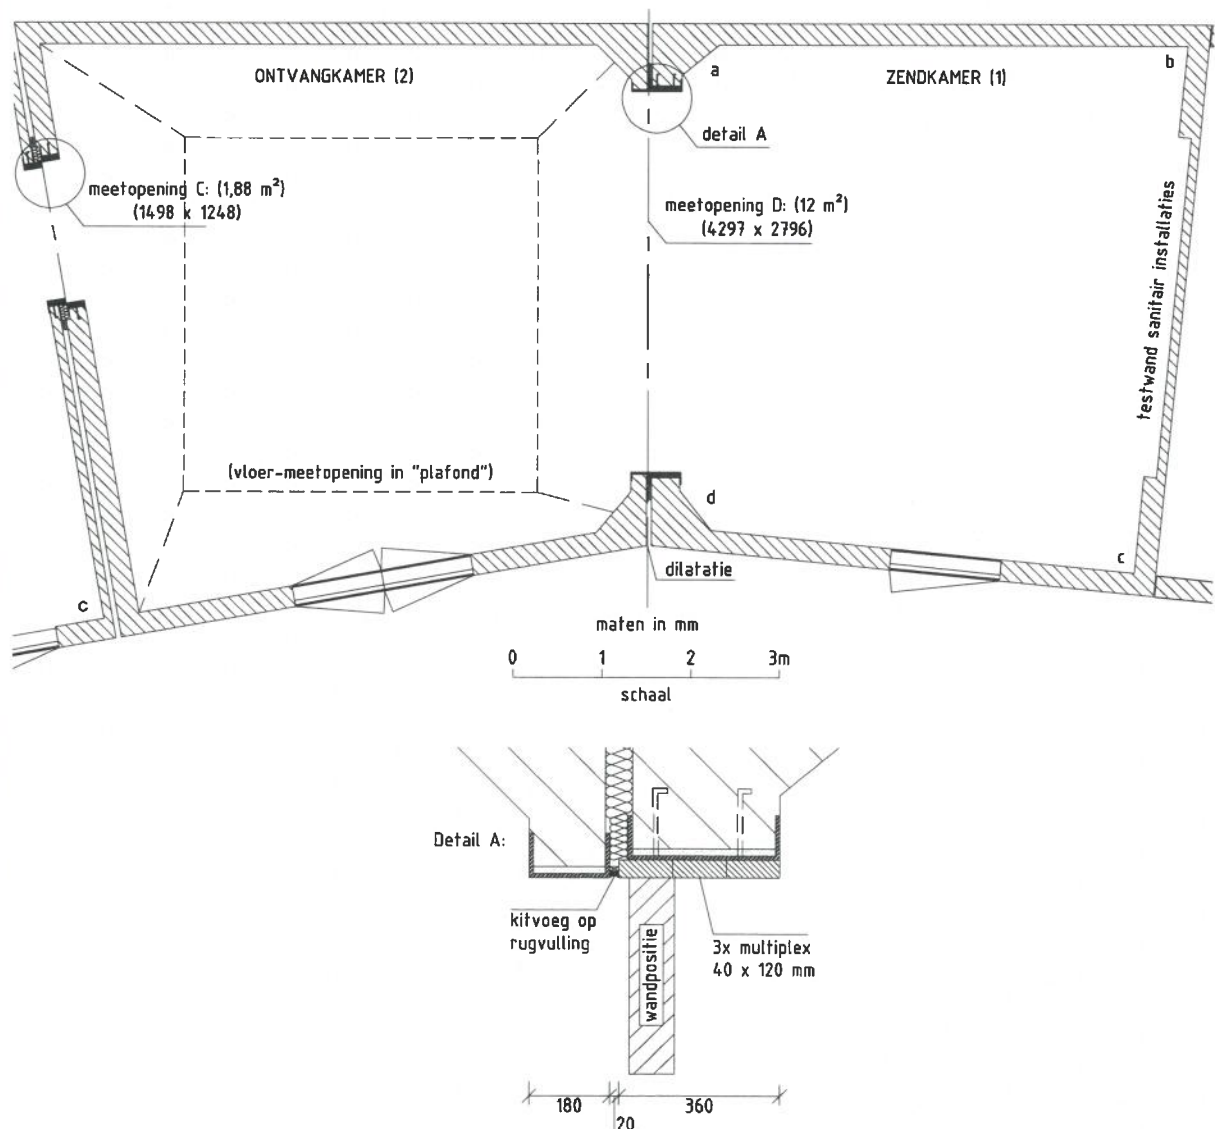 ONTVANGKAMER (2)
ZENDKAMER (1)
a
b
detail A
meetopening C: (1,88 m²)
(1498 x 1248)
meetopening D: (12 m²)
(4297 x 2796)
testwand sanitair installaties
(vloer-meetopening in "plafond")
d
c
c
dilatatie
maten in mm
0 1 2 3m
schaal
Detail A:
kitvoeg op
rugvulling
wandpositie
3x multiplex
40 x 120 mm
180
360
20